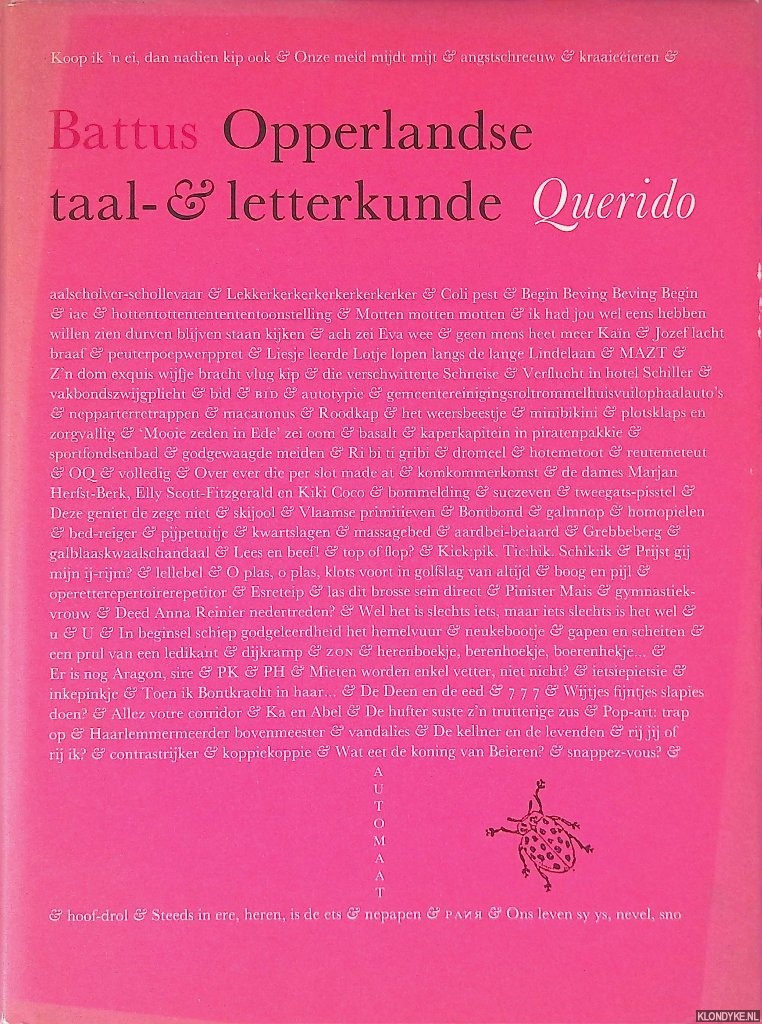 Koop ik 'n ei, dan nadien kip ook & Onze meid mijdt mijt & angstschreeuw & kraaieëieren &
Battus Opperlandse
taal- & letterkunde Querido
aalscholver-schollevaar & Lekkerkerkerkerkerkerkerker & Coli pest & Begin Beving Beving Begin
& iae & hottentottententententoonstelling & Motten motten motten & ik had jou wel eens hebben
willen zien durven blijven staan kijken & ach zei Eva wee & geen mens heet meer Kaïn & Jozef lacht
braaf & peuterpoepwerppret & Liesje leerde Lotje lopen langs de lange Lindelaan & MAZT &
Z'n dom exquis wijfje bracht vlug kip & die verschwitterte Schneise & Verflucht in hotel Schiller &
vakbondszwijgplicht & bid & BID & autotypie & gemeentereinigingsroltrommelhuisvuilophaalauto's
& nepparterretrappen & macaronus & Roodkap & het weersbeestje & minibikini & plotsklaps en
zorgvallig & 'Mooie zeden in Ede' zei oom & basalt & kaperkapitein in piratenpakkie &
sportfondsenbad & godgewaagde meiden & Ri bi ti gribi & dromeel & hotemetoot & reutemeteut
& OQ & volledig & Over ever die per slot made at & komkommerkomst & de dames Marjan
Herfst-Berk, Elly Scott-Fitzgerald en Kiki Coco & bommelding & suczeven & tweegats-pisstel &
Deze geniet de zege niet & skijool & Vlaamse primitieven & Bontbond & galmnop & homopielen
& bed-reiger & pijpetuitje & kwartslagen & massagebed & aardbei-beiaard & Grebbeberg &
galblaaskwaalschandaal & Lees en beef! & top of flop? & Kick:pik. Tic:hik. Schik:ik & Prijst gij
mijn ij-rijm? & lellebel & O plas, o plas, klots voort in golfslag van altijd & boog en pijl &
operetterepertoirerepetitor & Esreteip & las dit brosse sein direct & Pinister Mais & gymnastiek-
vrouw & Deed Anna Reinier nedertreden? & Wel het is slechts iets, maar iets slechts is het wel &
u & U & In beginsel schiep godgeleerdheid het hemelvuur & neukebootje & gapen en scheiten &
een prul van een ledikant & dijkramp & ZON & herenboekje, berenhoekje, boerenhekje... &
Er is nog Aragon, sire & PK & PH & Mieten worden enkel vetter, niet nicht? & ietsiepietsie &
inkepinkje & Toen ik Bontkracht in haar... & De Deen en de eed & 7 7 7 & Wijtjes fijntjes slapies
doen? & Allez votre corridor & Ka en Abel & De hufter suste z'n trutterige zus & Pop-art: trap
op & Haarlemmermeerder bovenmeester & vandalies & De kellner en de levenden & rij jij of
rij ik? & contrastrijker & koppiekoppie & Wat eet de koning van Beieren? & snappez-vous? &
A
U
T
O
M
A
A
T
& hoof-drol & Steeds in ere, heren, is de ets & nepapen & РАИЯ & Ons leven sy ys, nevel, sno
KLONDYKE.NL